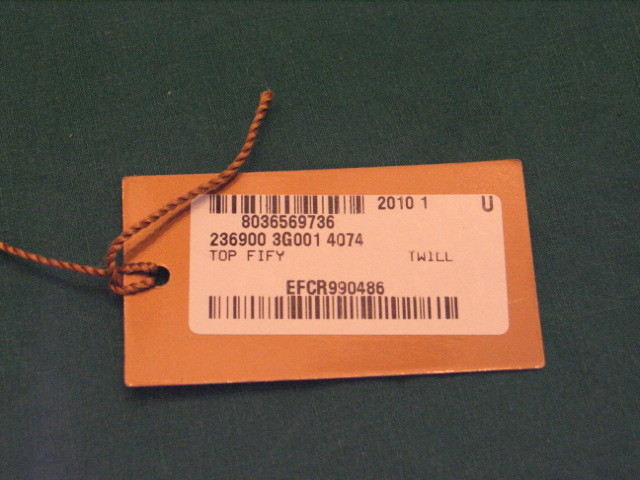 2010 1 U
8036569736
236900 3G001 4074
TOP FIFY TWILL
EFCR990486